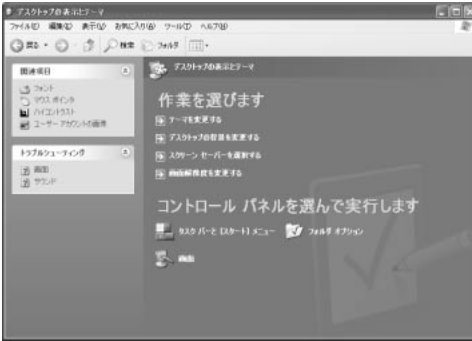 デスクトップの表示とテーマ
ファイル(F) 編集(E) 表示(V) お気に入り(A) ツール(T) ヘルプ(H)
戻る 検索 フォルダ
関連項目
フォント
マウス ポインタ
ハイコントラスト
ユーザー アカウントの画像
トラブルシューティング
画面
サウンド
デスクトップの表示とテーマ
作業を選びます
テーマを変更する
デスクトップの背景を変更する
スクリーン セーバーを選択する
画面解像度を変更する
コントロール パネルを選んで実行します
タスク バーと [スタート] メニュー フォルダ オプション
画面